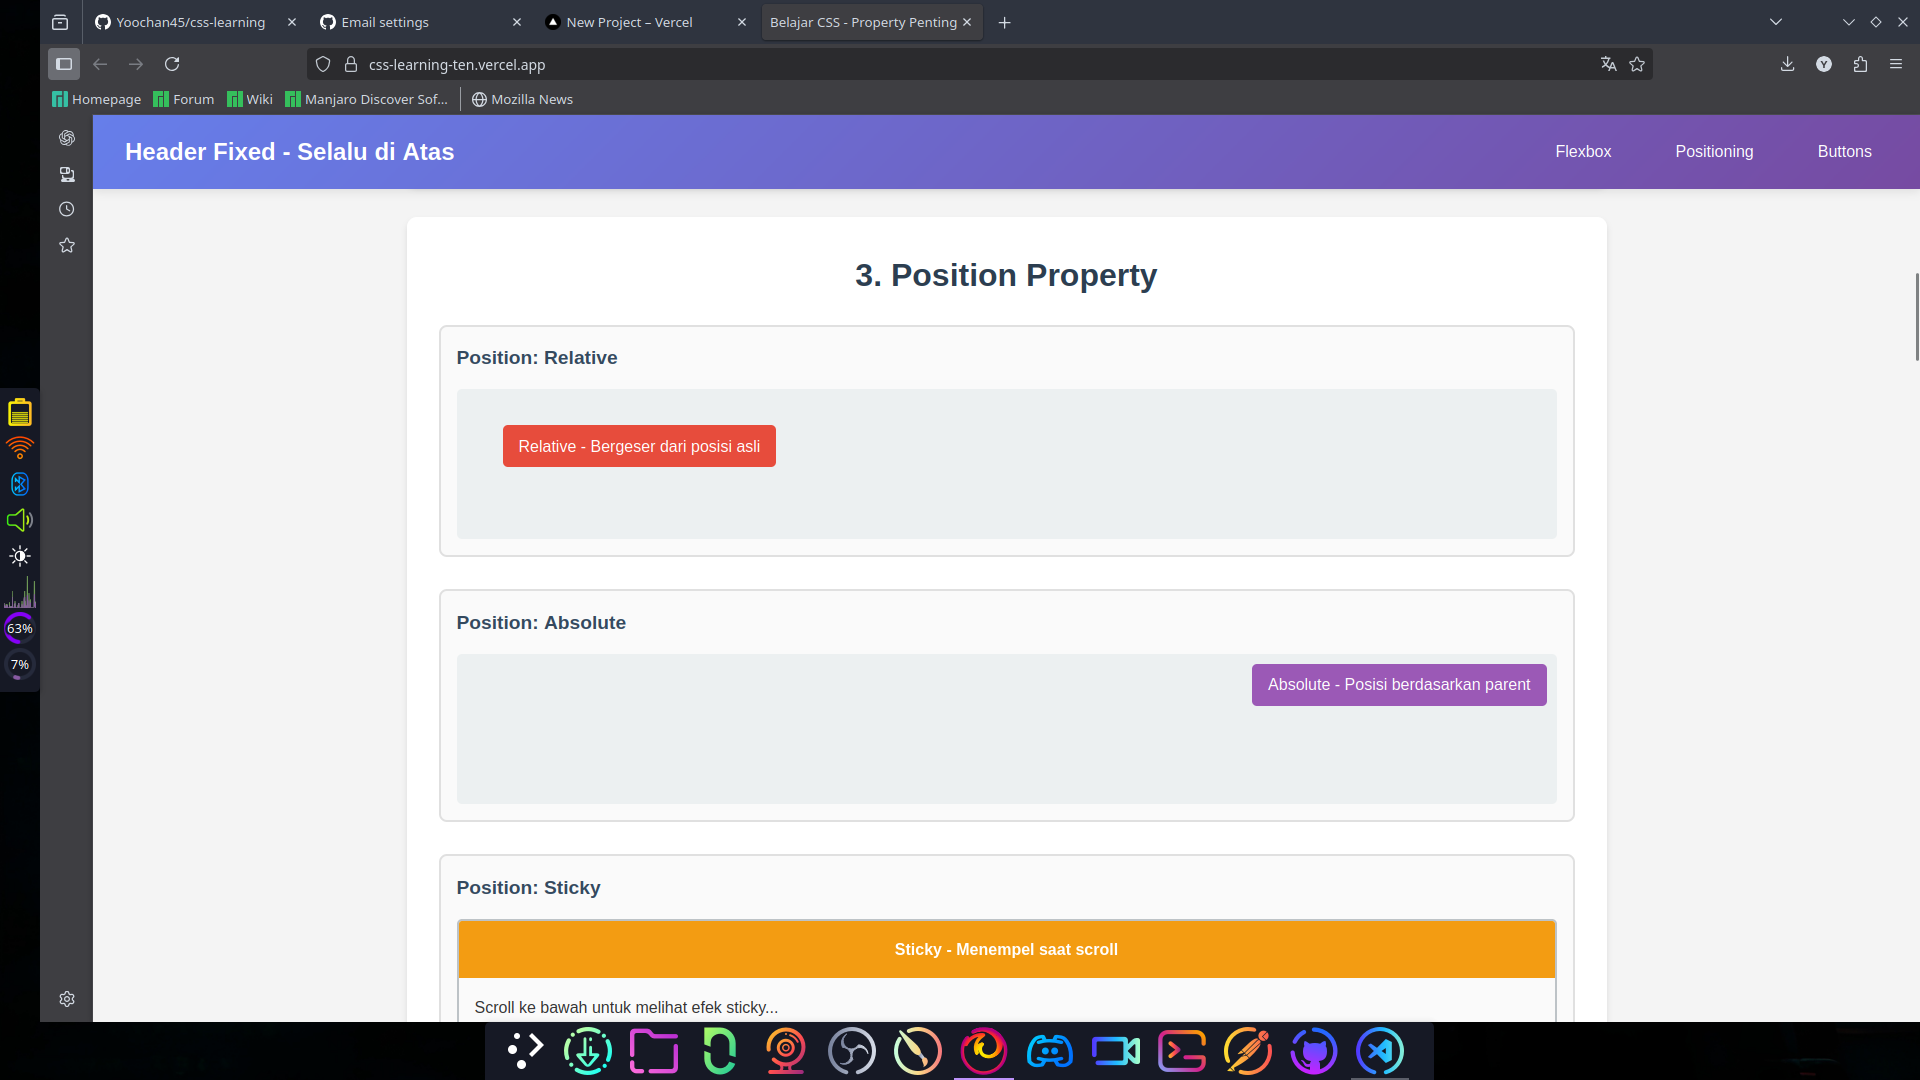 Yoochan45/css-learning
Email settings
New Project – Vercel
Belajar CSS - Property Penting
css-learning-ten.vercel.app
Y
Homepage
Forum
Wiki
Manjaro Discover Sof...
Mozilla News
Header Fixed - Selalu di Atas
Flexbox
Positioning
Buttons
3. Position Property
Position: Relative
Relative - Bergeser dari posisi asli
Position: Absolute
Absolute - Posisi berdasarkan parent
Position: Sticky
Sticky - Menempel saat scroll
Scroll ke bawah untuk melihat efek sticky...
63%
7%